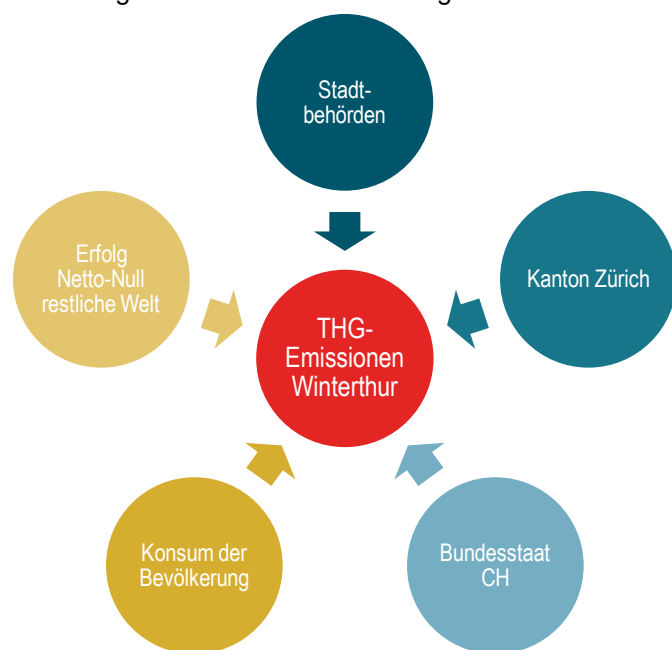 Stadt-
behörden
Erfolg
Netto-Null
restliche Welt
Kanton Zürich
THG-
Emissionen
Winterthur
Konsum der
Bevölkerung
Bundesstaat
CH